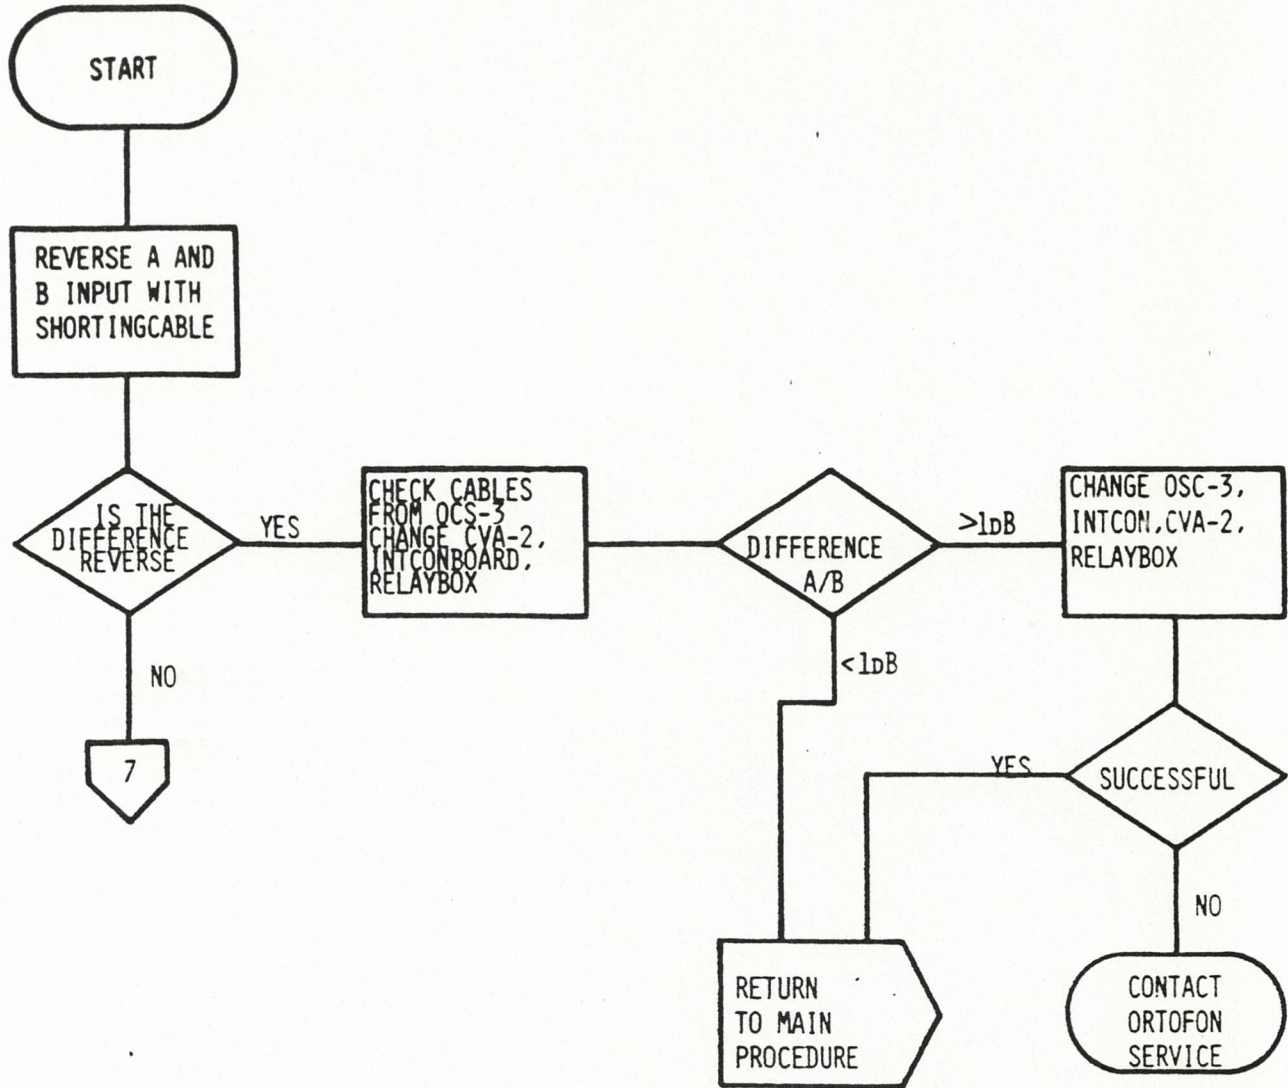 START
REVERSE A AND
B INPUT WITH
SHORTINGCABLE
IS THE
DIFFERENCE
REVERSE
YES
CHECK CABLES
FROM OCS-3
CHANGE CVA-2,
INTCONBOARD,
RELAYBOX
DIFFERENCE
A/B
>1DB
CHANGE OSC-3,
INTCON,CVA-2,
RELAYBOX
NO
<1DB
7
YES
SUCCESSFUL
NO
RETURN
TO MAIN
PROCEDURE
CONTACT
ORTOFON
SERVICE